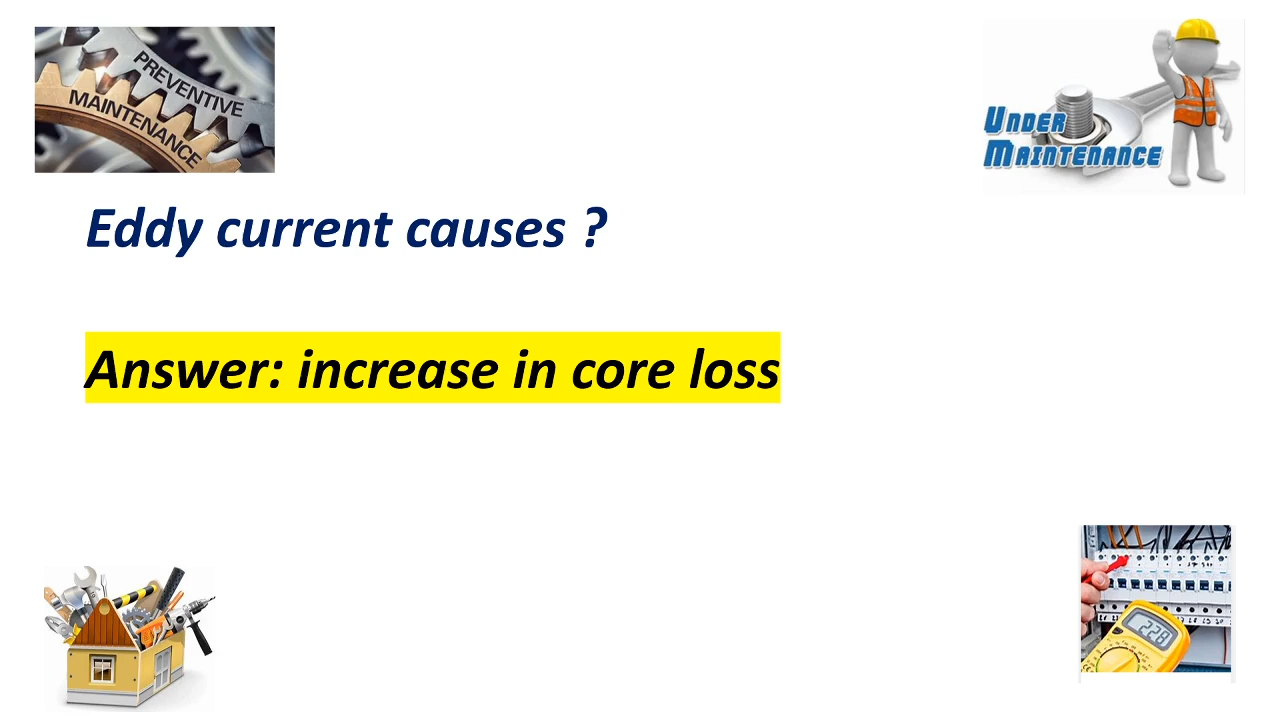 PREVENTIVE
MAINTENANCE
UNDER
MAINTENANCE
Eddy current causes ?
Answer: increase in core loss
228